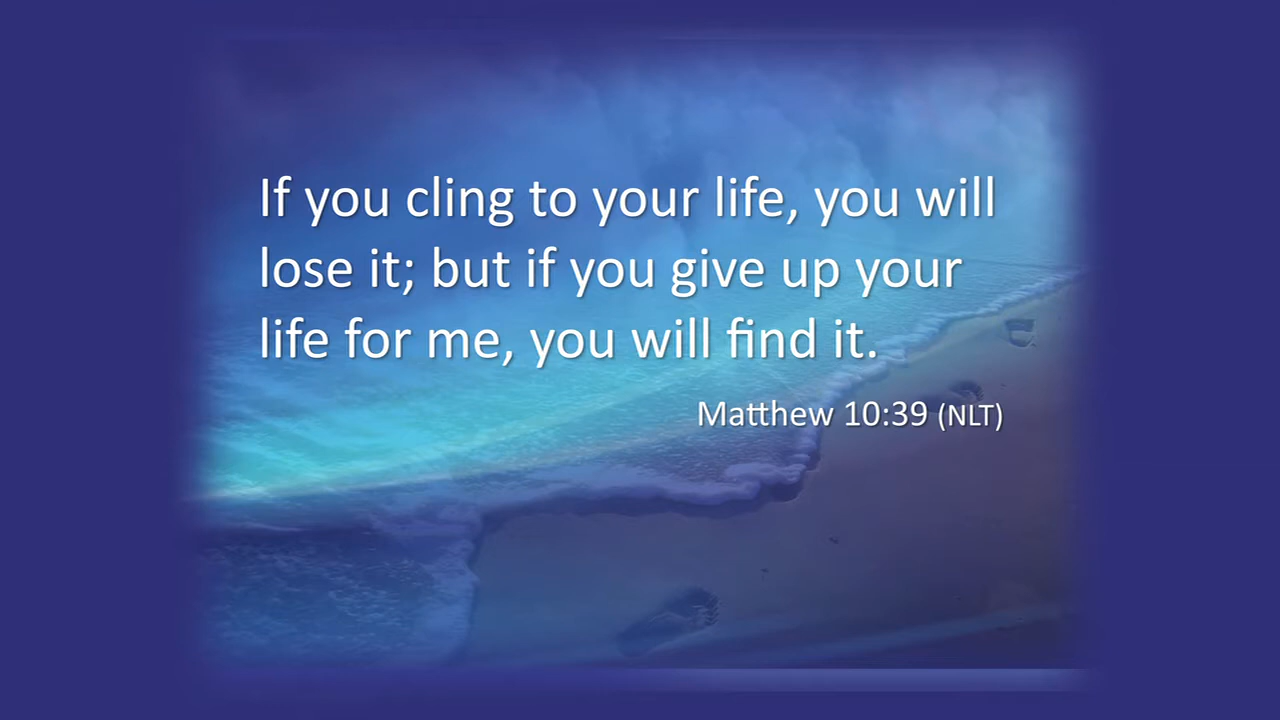 If you cling to your life, you will
lose it; but if you give up your
life for me, you will find it.
Matthew 10:39 (NLT)